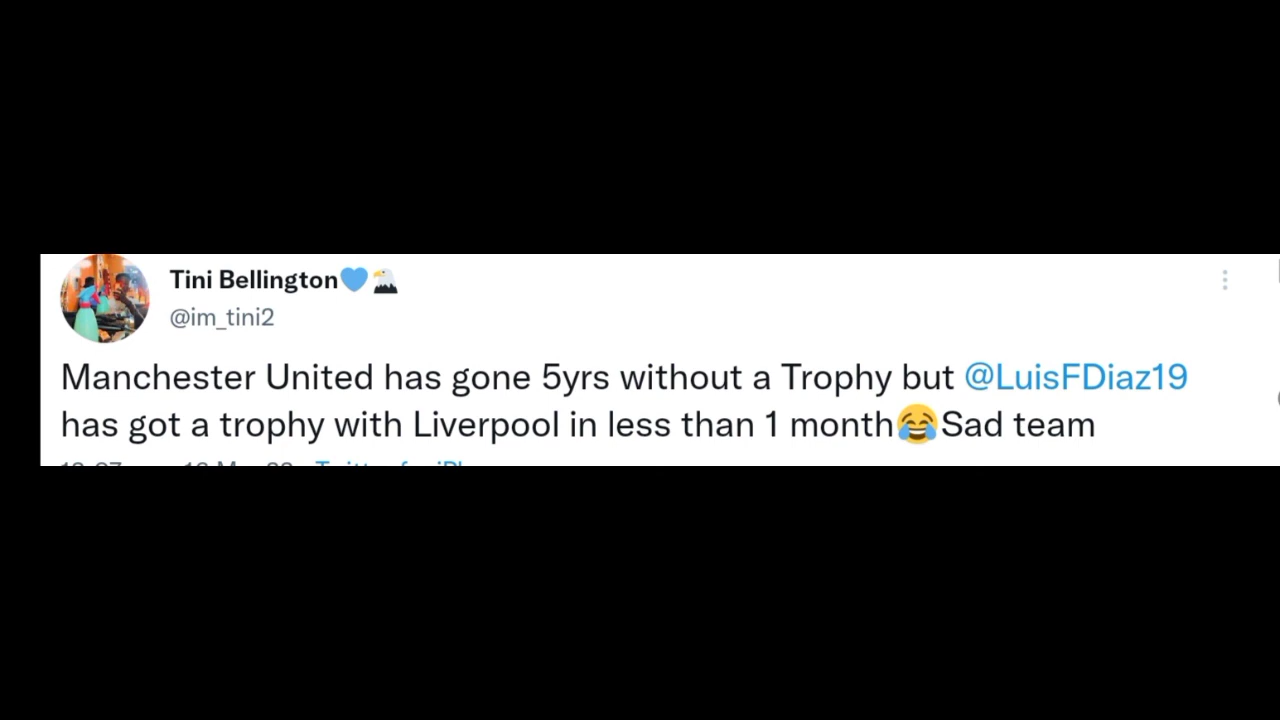 Tini Bellington💙🦅
@im_tini2
Manchester United has gone 5yrs without a Trophy but @LuisFDiaz19
has got a trophy with Liverpool in less than 1 month😂Sad team